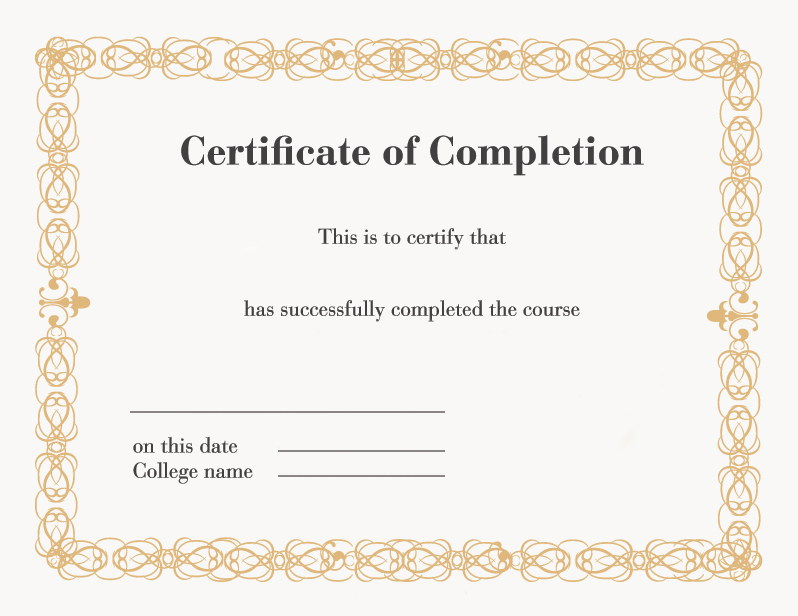 Certificate of Completion
This is to certify that
has successfully completed the course
on this date
College name